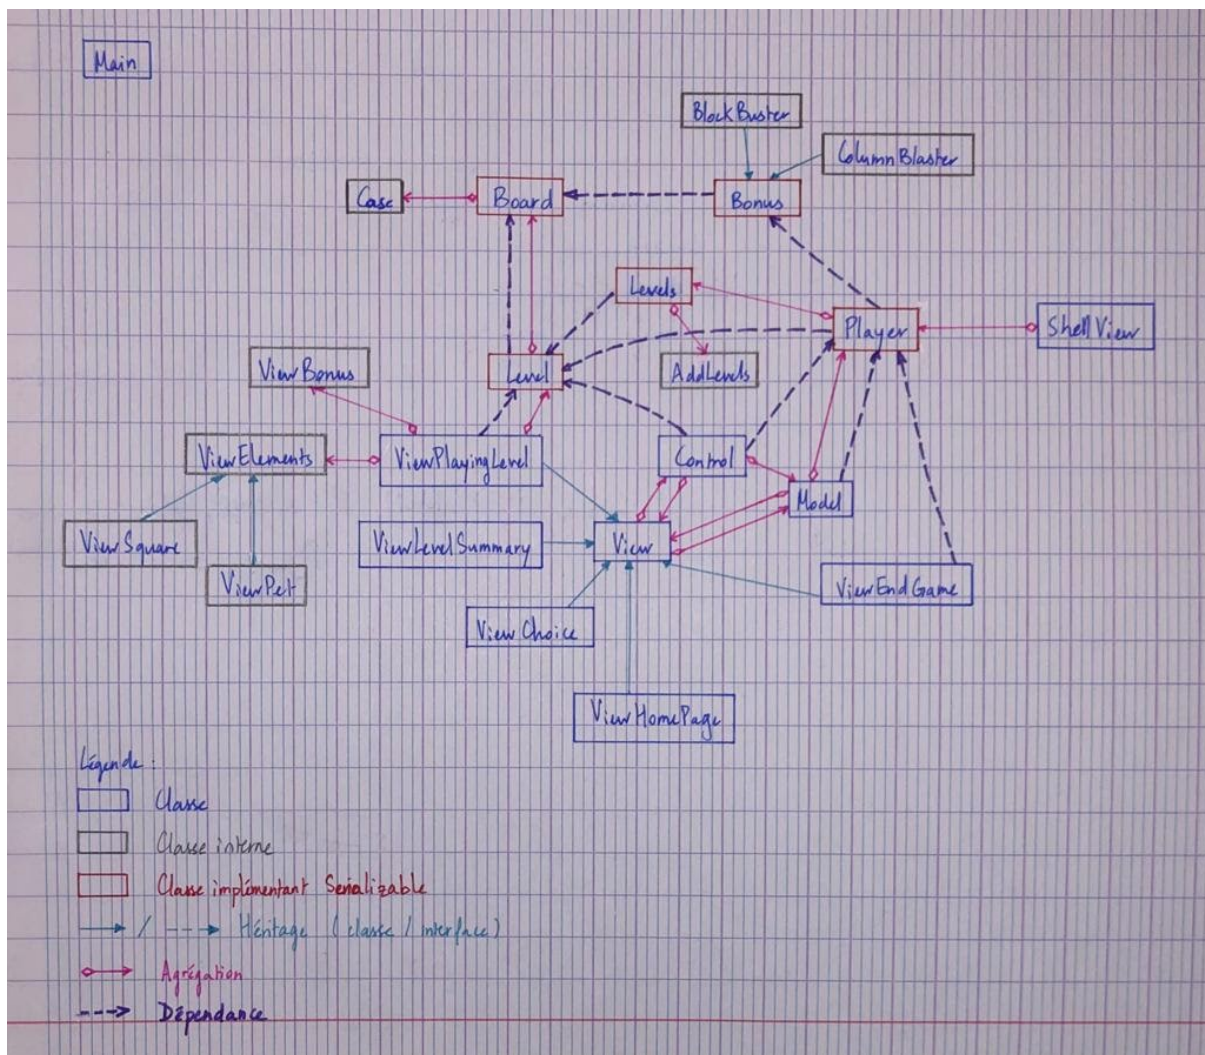 Main
BlockBuster
ColumnBlaster
Case
Board
Bonus
Levels
Player
ShellView
ViewBonus
Level
AddLevels
ViewElements
ViewPlayingLevel
Control
Model
ViewSquare
ViewLevelSummary
View
ViewPet
ViewEndGame
ViewChoice
ViewHomePage
Légende :
Classe
Classe interne
Classe implémentant Serializable
/ Héritage (classe / interface)
Agrégation
Dépendance